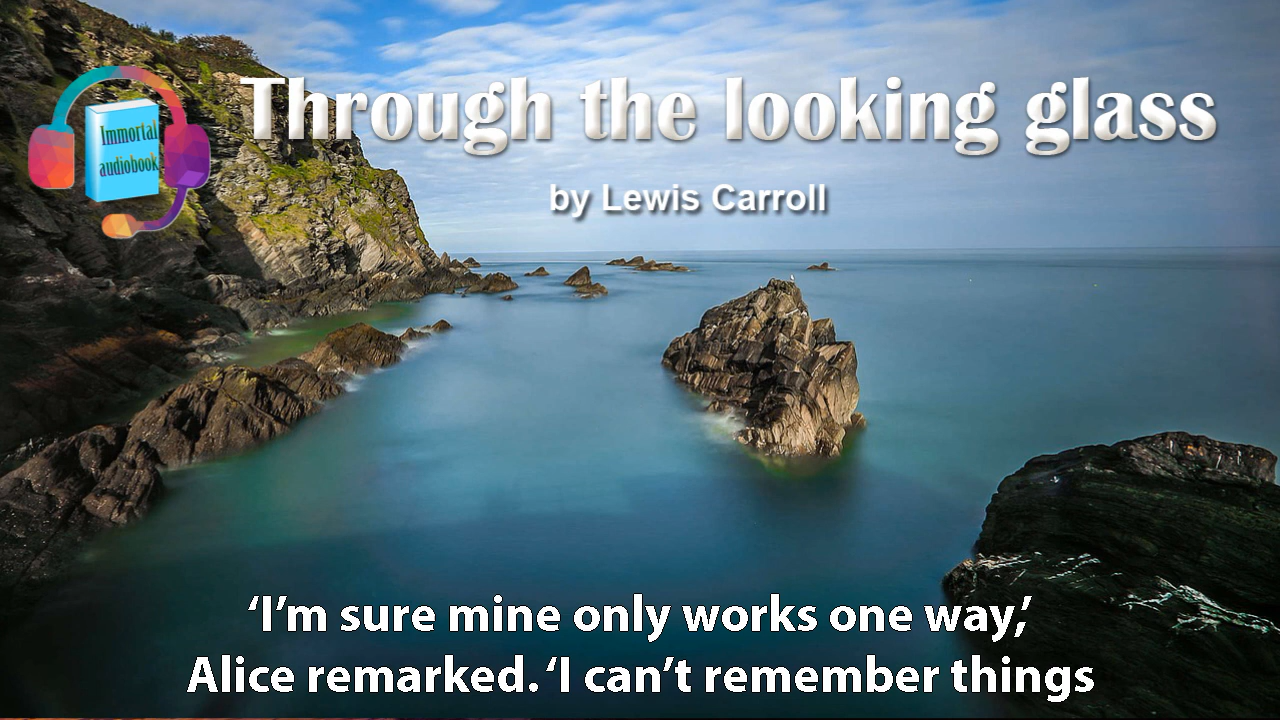 Through the looking glass
by Lewis Carroll
Immortal
audiobook
‘I’m sure mine only works one way,’
Alice remarked. ‘I can’t remember things